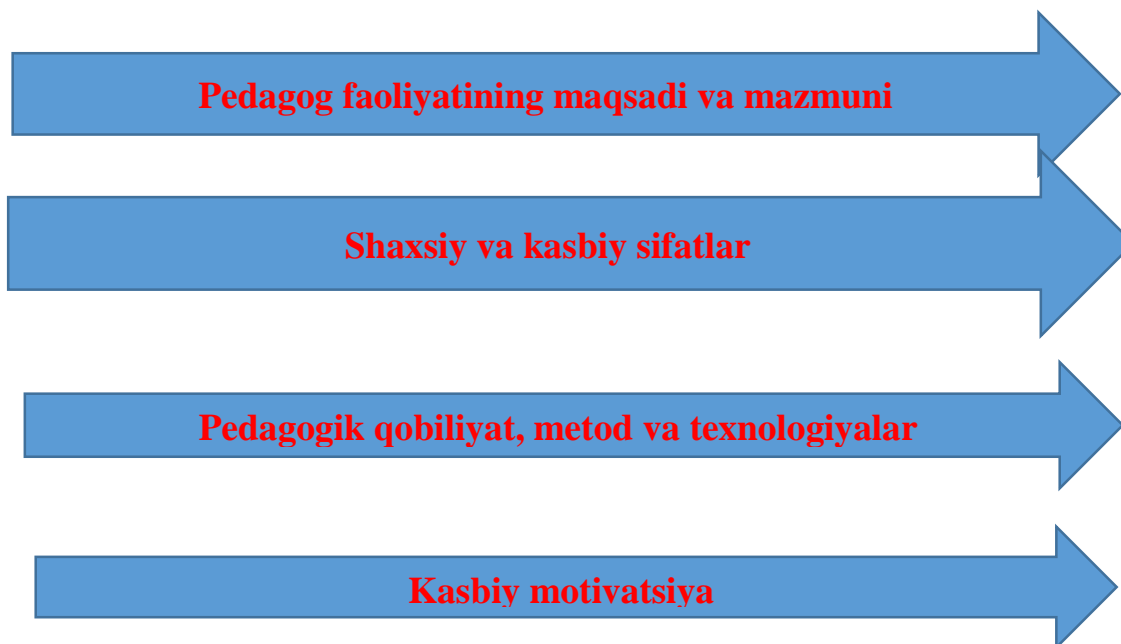 Pedagog faoliyatining maqsadi va mazmuni
Shaxsiy va kasbiy sifatlar
Pedagogik qobiliyat, metod va texnologiyalar
Kasbiy motivatsiya